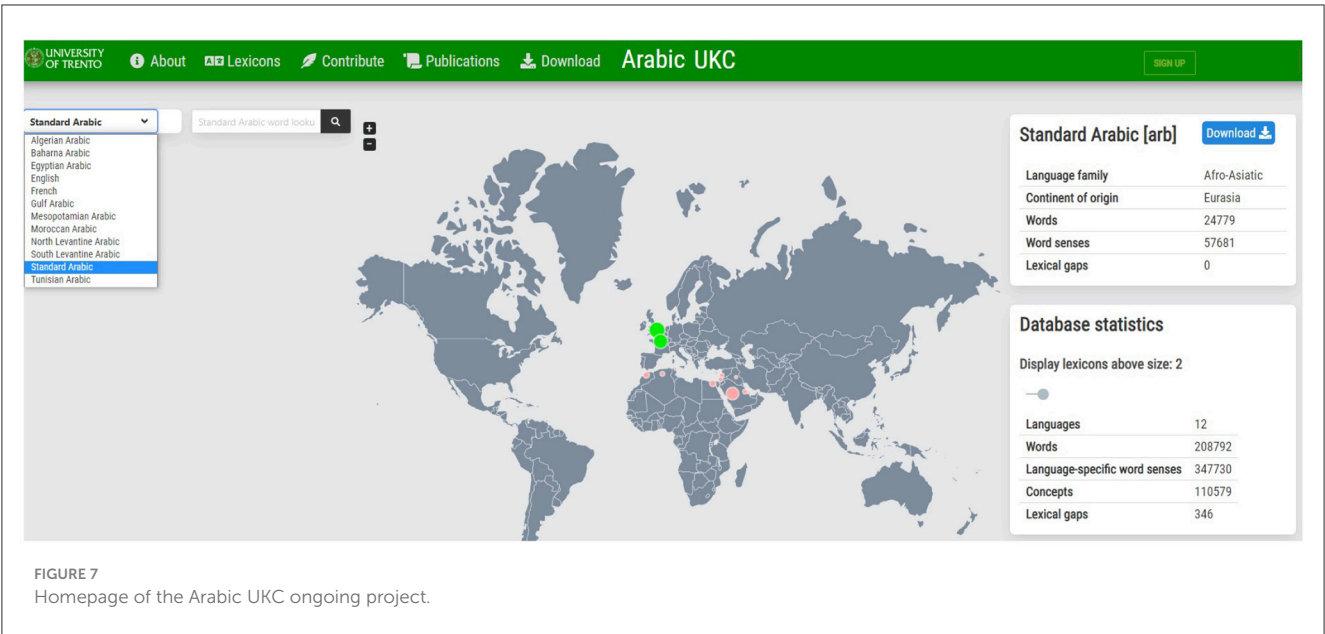 UNIVERSITY
OF TRENTO
About Lexicons Contribute Publications Download Arabic UKC
SIGN UP
Standard Arabic
Standard Arabic word looku
+
-
Algerian Arabic
Baharna Arabic
Egyptian Arabic
English
French
Gulf Arabic
Mesopotamian Arabic
Moroccan Arabic
North Levantine Arabic
South Levantine Arabic
Standard Arabic
Tunisian Arabic
Standard Arabic [arb] Download
Language family Afro-Asiatic
Continent of origin Eurasia
Words 24779
Word senses 57681
Lexical gaps 0
Database statistics
Display lexicons above size: 2
Languages 12
Words 208792
Language-specific word senses 347730
Concepts 110579
Lexical gaps 346
FIGURE 7
Homepage of the Arabic UKC ongoing project.